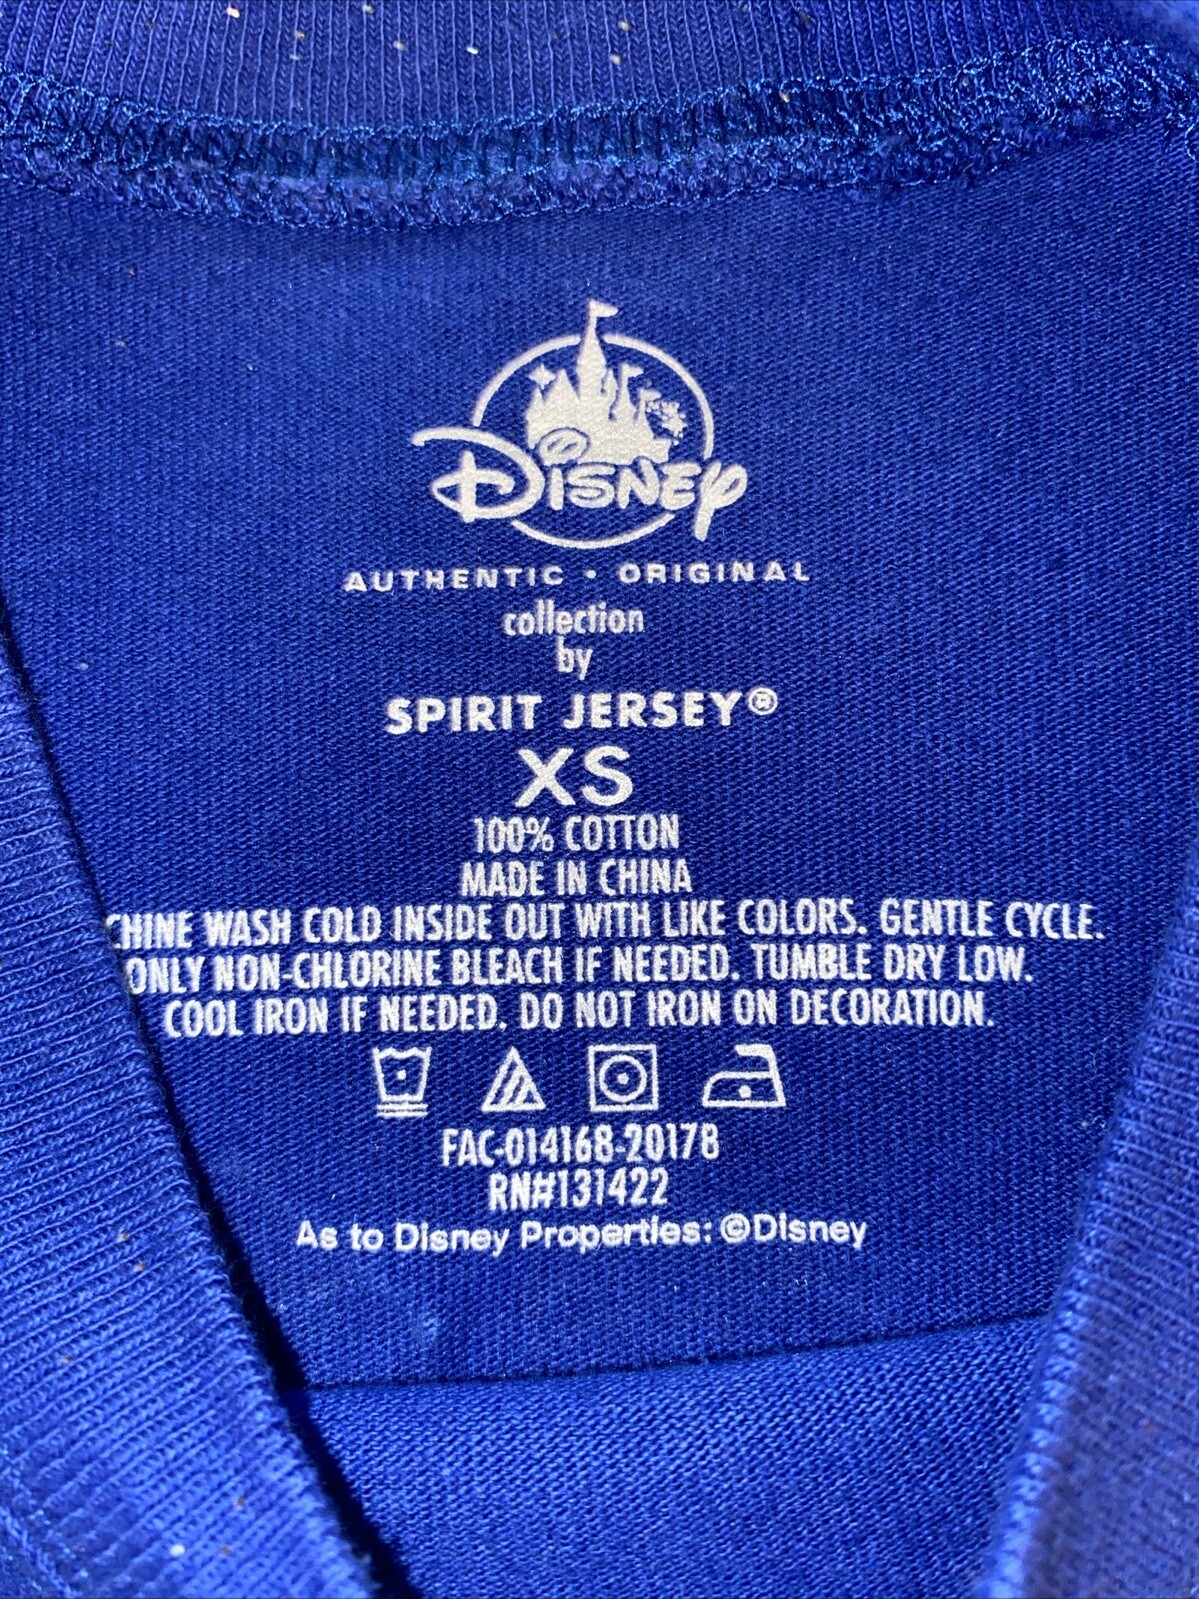 Disney
AUTHENTIC • ORIGINAL
collection
by
SPIRIT JERSEY®
XS
100% COTTON
MADE IN CHINA
CHINE WASH COLD INSIDE OUT WITH LIKE COLORS. GENTLE CYCLE.
ONLY NON-CHLORINE BLEACH IF NEEDED. TUMBLE DRY LOW.
COOL IRON IF NEEDED. DO NOT IRON ON DECORATION.
FAC-014168-20178
RN#131422
As to Disney Properties: ©Disney